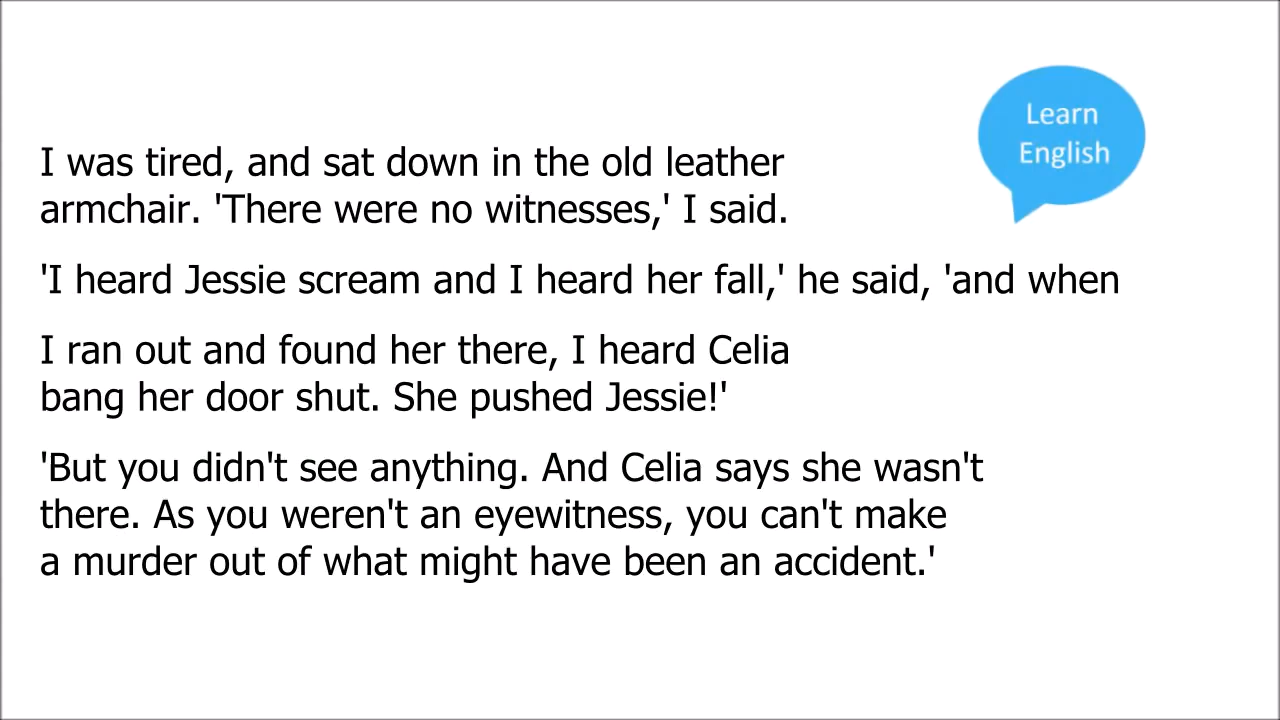 Learn
English
I was tired, and sat down in the old leather
armchair. 'There were no witnesses,' I said.
'I heard Jessie scream and I heard her fall,' he said, 'and when
I ran out and found her there, I heard Celia
bang her door shut. She pushed Jessie!'
'But you didn't see anything. And Celia says she wasn't
there. As you weren't an eyewitness, you can't make
a murder out of what might have been an accident.'